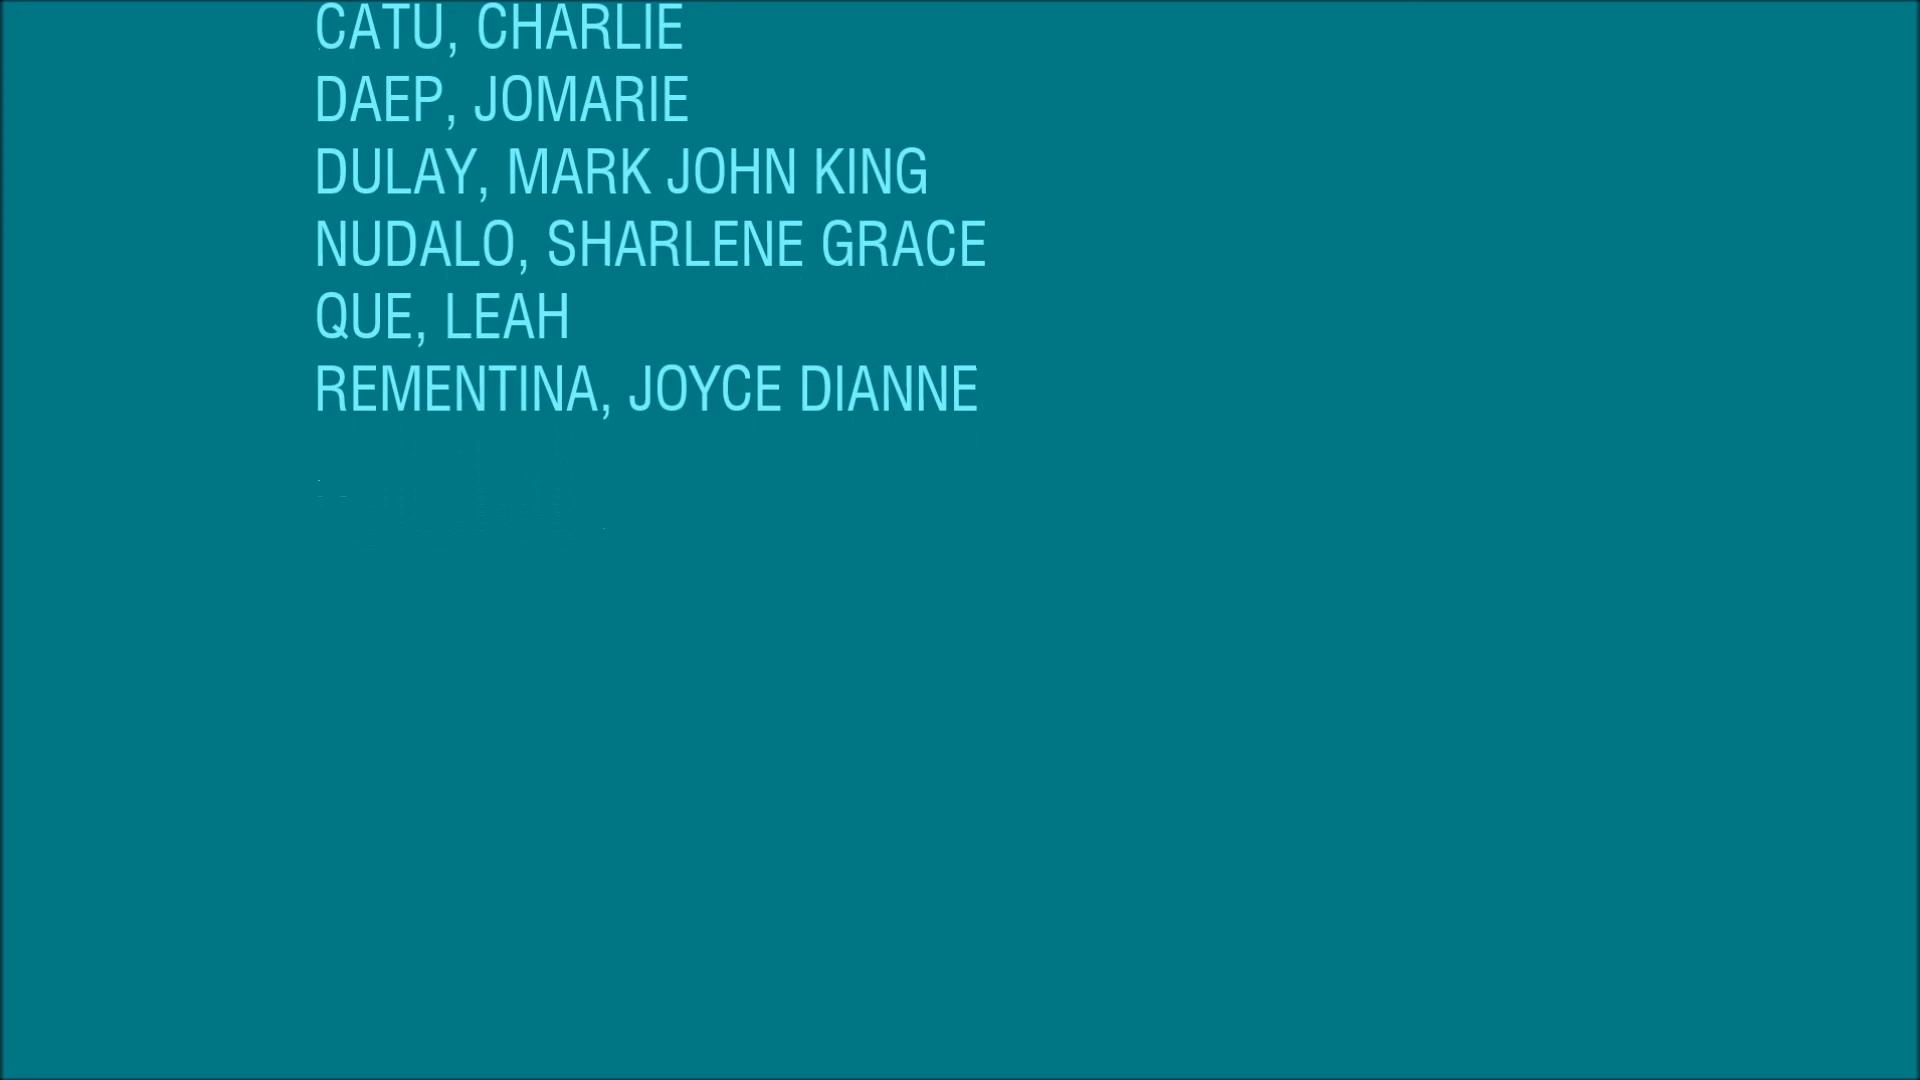 CATU, CHARLIE
DAEP, JOMARIE
DULAY, MARK JOHN KING
NUDALO, SHARLENE GRACE
QUE, LEAH
REMENTINA, JOYCE DIANNE